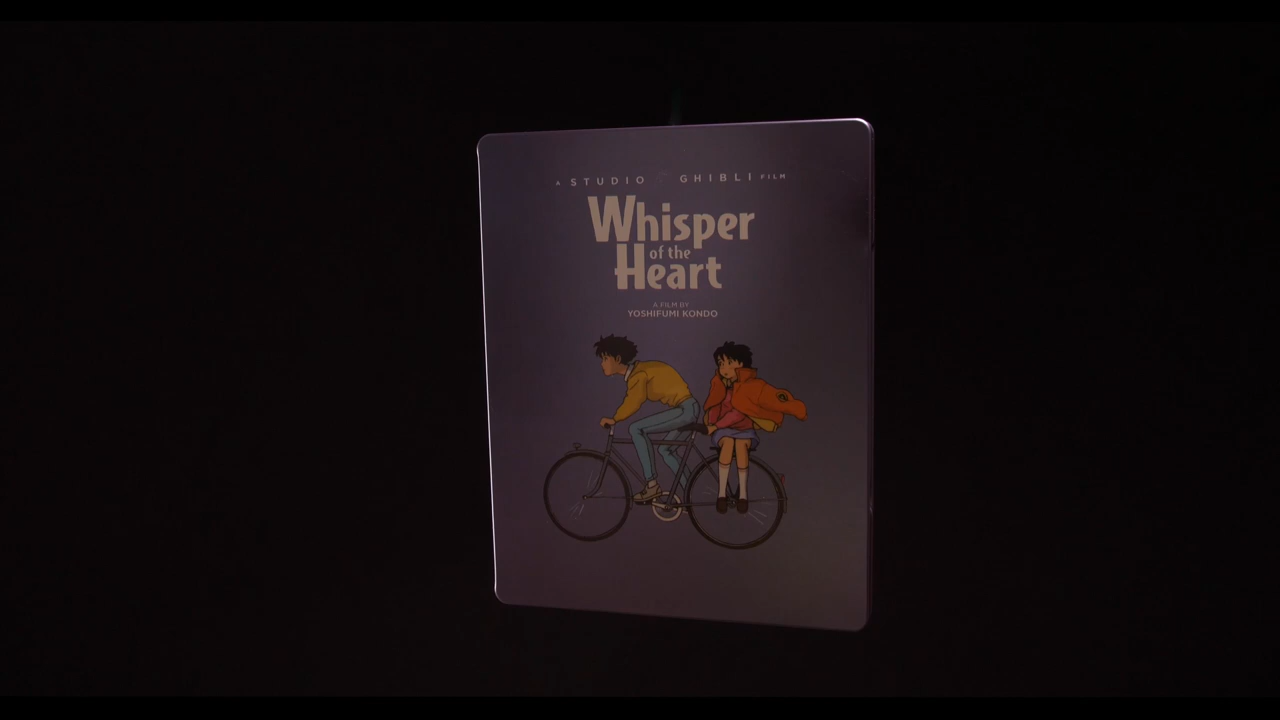 A STUDIO GHIBLI FILM
Whisper
of the
Heart
A FILM BY
YOSHIFUMI KONDO